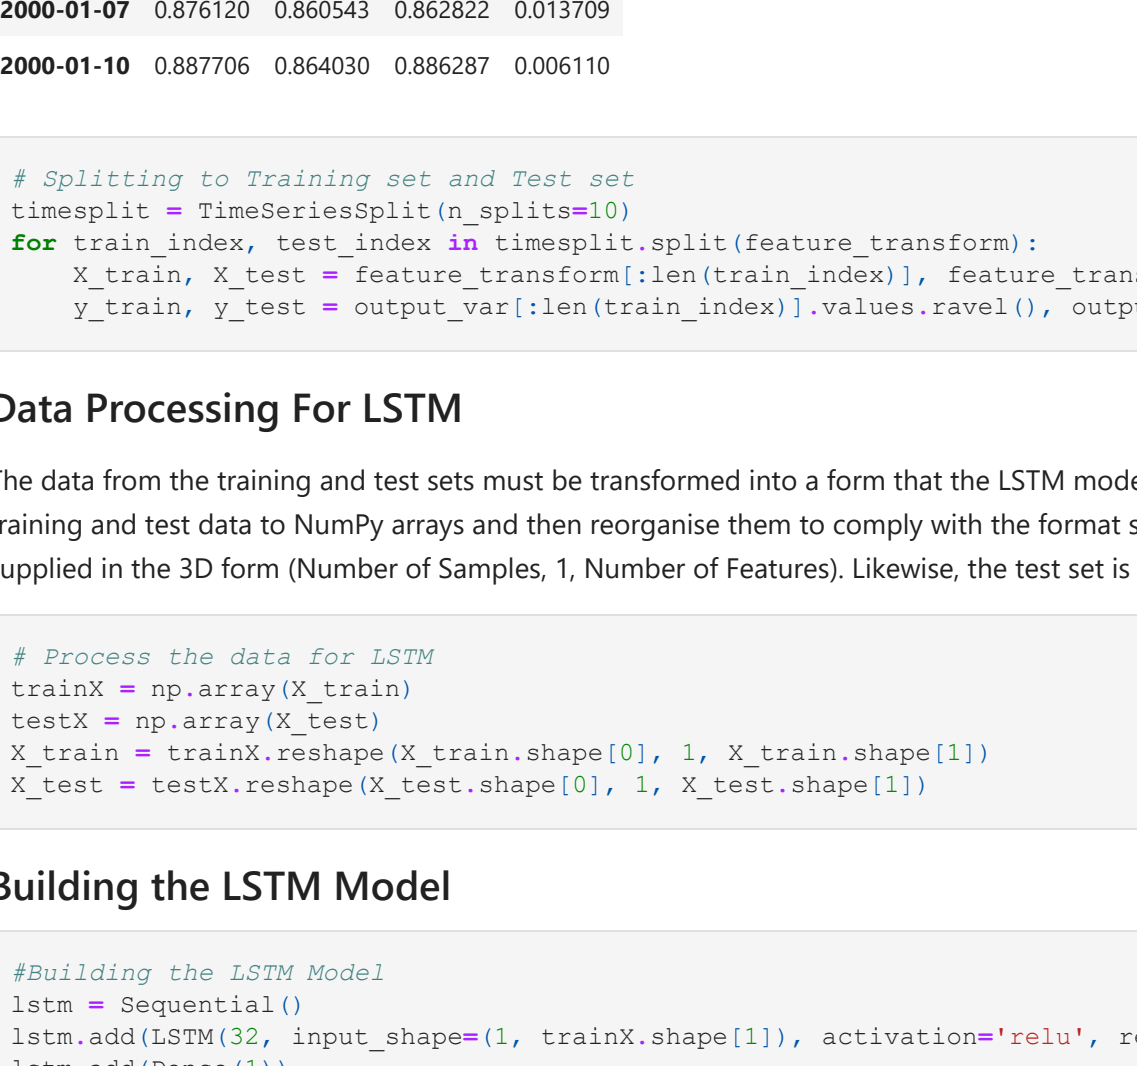 2000-01-07 0.876120 0.860543 0.862822 0.013709
2000-01-10 0.887706 0.864030 0.886287 0.006110
# Splitting to Training set and Test set
timesplit = TimeSeriesSplit(n_splits=10)
for train_index, test_index in timesplit.split(feature_transform):
    X_train, X_test = feature_transform[:len(train_index)], feature_trans
    y_train, y_test = output_var[:len(train_index)].values.ravel(), outpu
Data Processing For LSTM
The data from the training and test sets must be transformed into a form that the LSTM mode
raining and test data to NumPy arrays and then reorganise them to comply with the format s
upplied in the 3D form (Number of Samples, 1, Number of Features). Likewise, the test set is
# Process the data for LSTM
trainX = np.array(X_train)
testX = np.array(X_test)
X_train = trainX.reshape(X_train.shape[0], 1, X_train.shape[1])
X_test = testX.reshape(X_test.shape[0], 1, X_test.shape[1])
Building the LSTM Model
#Building the LSTM Model
lstm = Sequential()
lstm.add(LSTM(32, input_shape=(1, trainX.shape[1]), activation='relu', re
lstm.add(Dense(1))